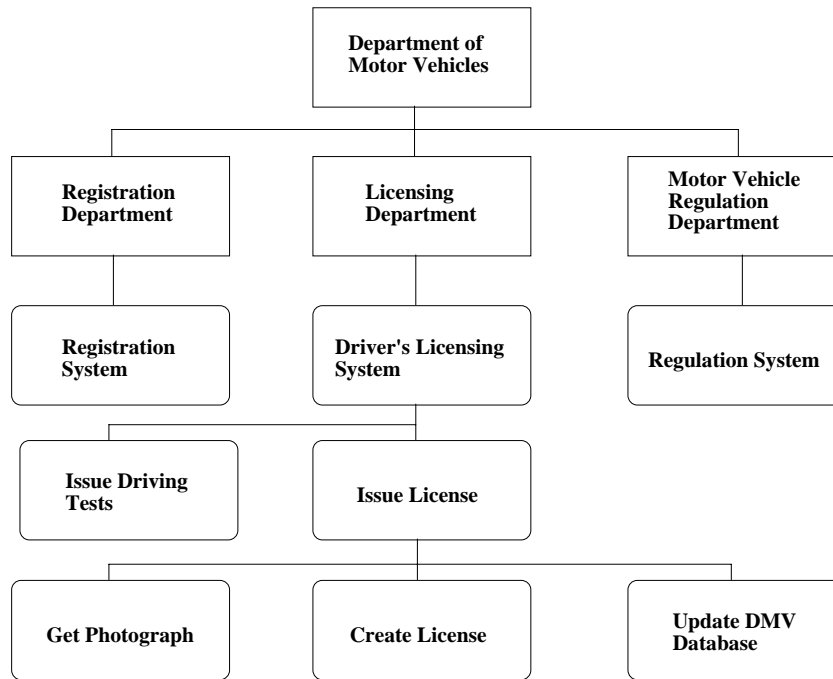 Department of
Motor Vehicles
Registration
Department
Licensing
Department
Motor Vehicle
Regulation
Department
Registration
System
Driver's Licensing
System
Regulation System
Issue Driving
Tests
Issue License
Get Photograph
Create License
Update DMV
Database